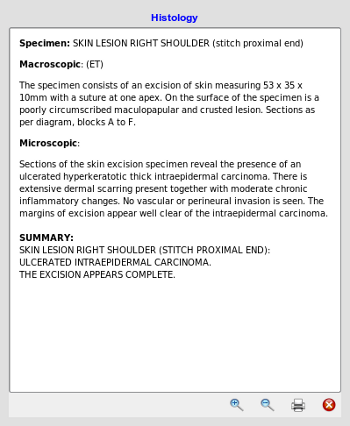 Histology
Specimen: SKIN LESION RIGHT SHOULDER (stitch proximal end)
Macroscopic: (ET)
The specimen consists of an excision of skin measuring 53 x 35 x
10mm with a suture at one apex. On the surface of the specimen is a
poorly circumscribed maculopapular and crusted lesion. Sections as
per diagram, blocks A to F.
Microscopic:
Sections of the skin excision specimen reveal the presence of an
ulcerated hyperkeratotic thick intraepidermal carcinoma. There is
extensive dermal scarring present together with moderate chronic
inflammatory changes. No vascular or perineural invasion is seen. The
margins of excision appear well clear of the intraepidermal carcinoma.
SUMMARY:
SKIN LESION RIGHT SHOULDER (STITCH PROXIMAL END):
ULCERATED INTRAEPIDERMAL CARCINOMA.
THE EXCISION APPEARS COMPLETE.